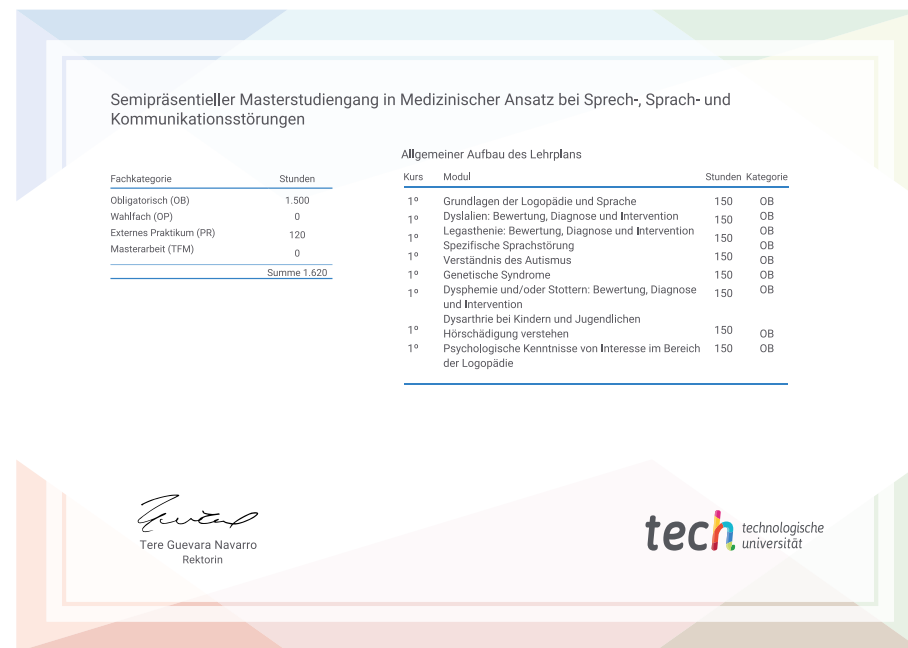 Semipräsentieller Masterstudiengang in Medizinischer Ansatz bei Sprech-, Sprach- und
Kommunikationsstörungen
Fachkategorie Stunden
Obligatorisch (OB) 1.500
Wahlfach (OP) 0
Externes Praktikum (PR) 120
Masterarbeit (TFM) 0
Summe 1.620
Allgemeiner Aufbau des Lehrplans
Kurs Modul Stunden Kategorie
1º Grundlagen der Logopädie und Sprache 150 OB
1º Dyslalien: Bewertung, Diagnose und Intervention 150 OB
1º Legasthenie: Bewertung, Diagnose und Intervention 150 OB
Spezifische Sprachstörung OB
1º Verständnis des Autismus 150 OB
1º Genetische Syndrome 150 OB
1º Dysphemie und/oder Stottern: Bewertung, Diagnose 150 OB
und Intervention
Dysarthrie bei Kindern und Jugendlichen
1º Hörschädigung verstehen 150 OB
1º Psychologische Kenntnisse von Interesse im Bereich 150 OB
der Logopädie
Tere Guevara Navarro
Rektorin
tech technologische
universität